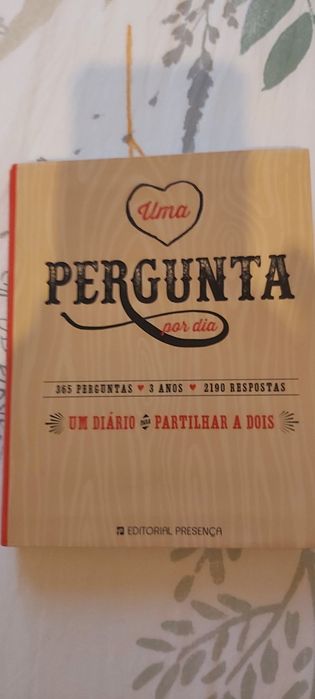 Uma
PERGUNTA
por dia
365 PERGUNTAS ♥ 3 ANOS ♥ 2190 RESPOSTAS
UM DIÁRIO PARA PARTILHAR A DOIS
EDITORIAL PRESENÇA